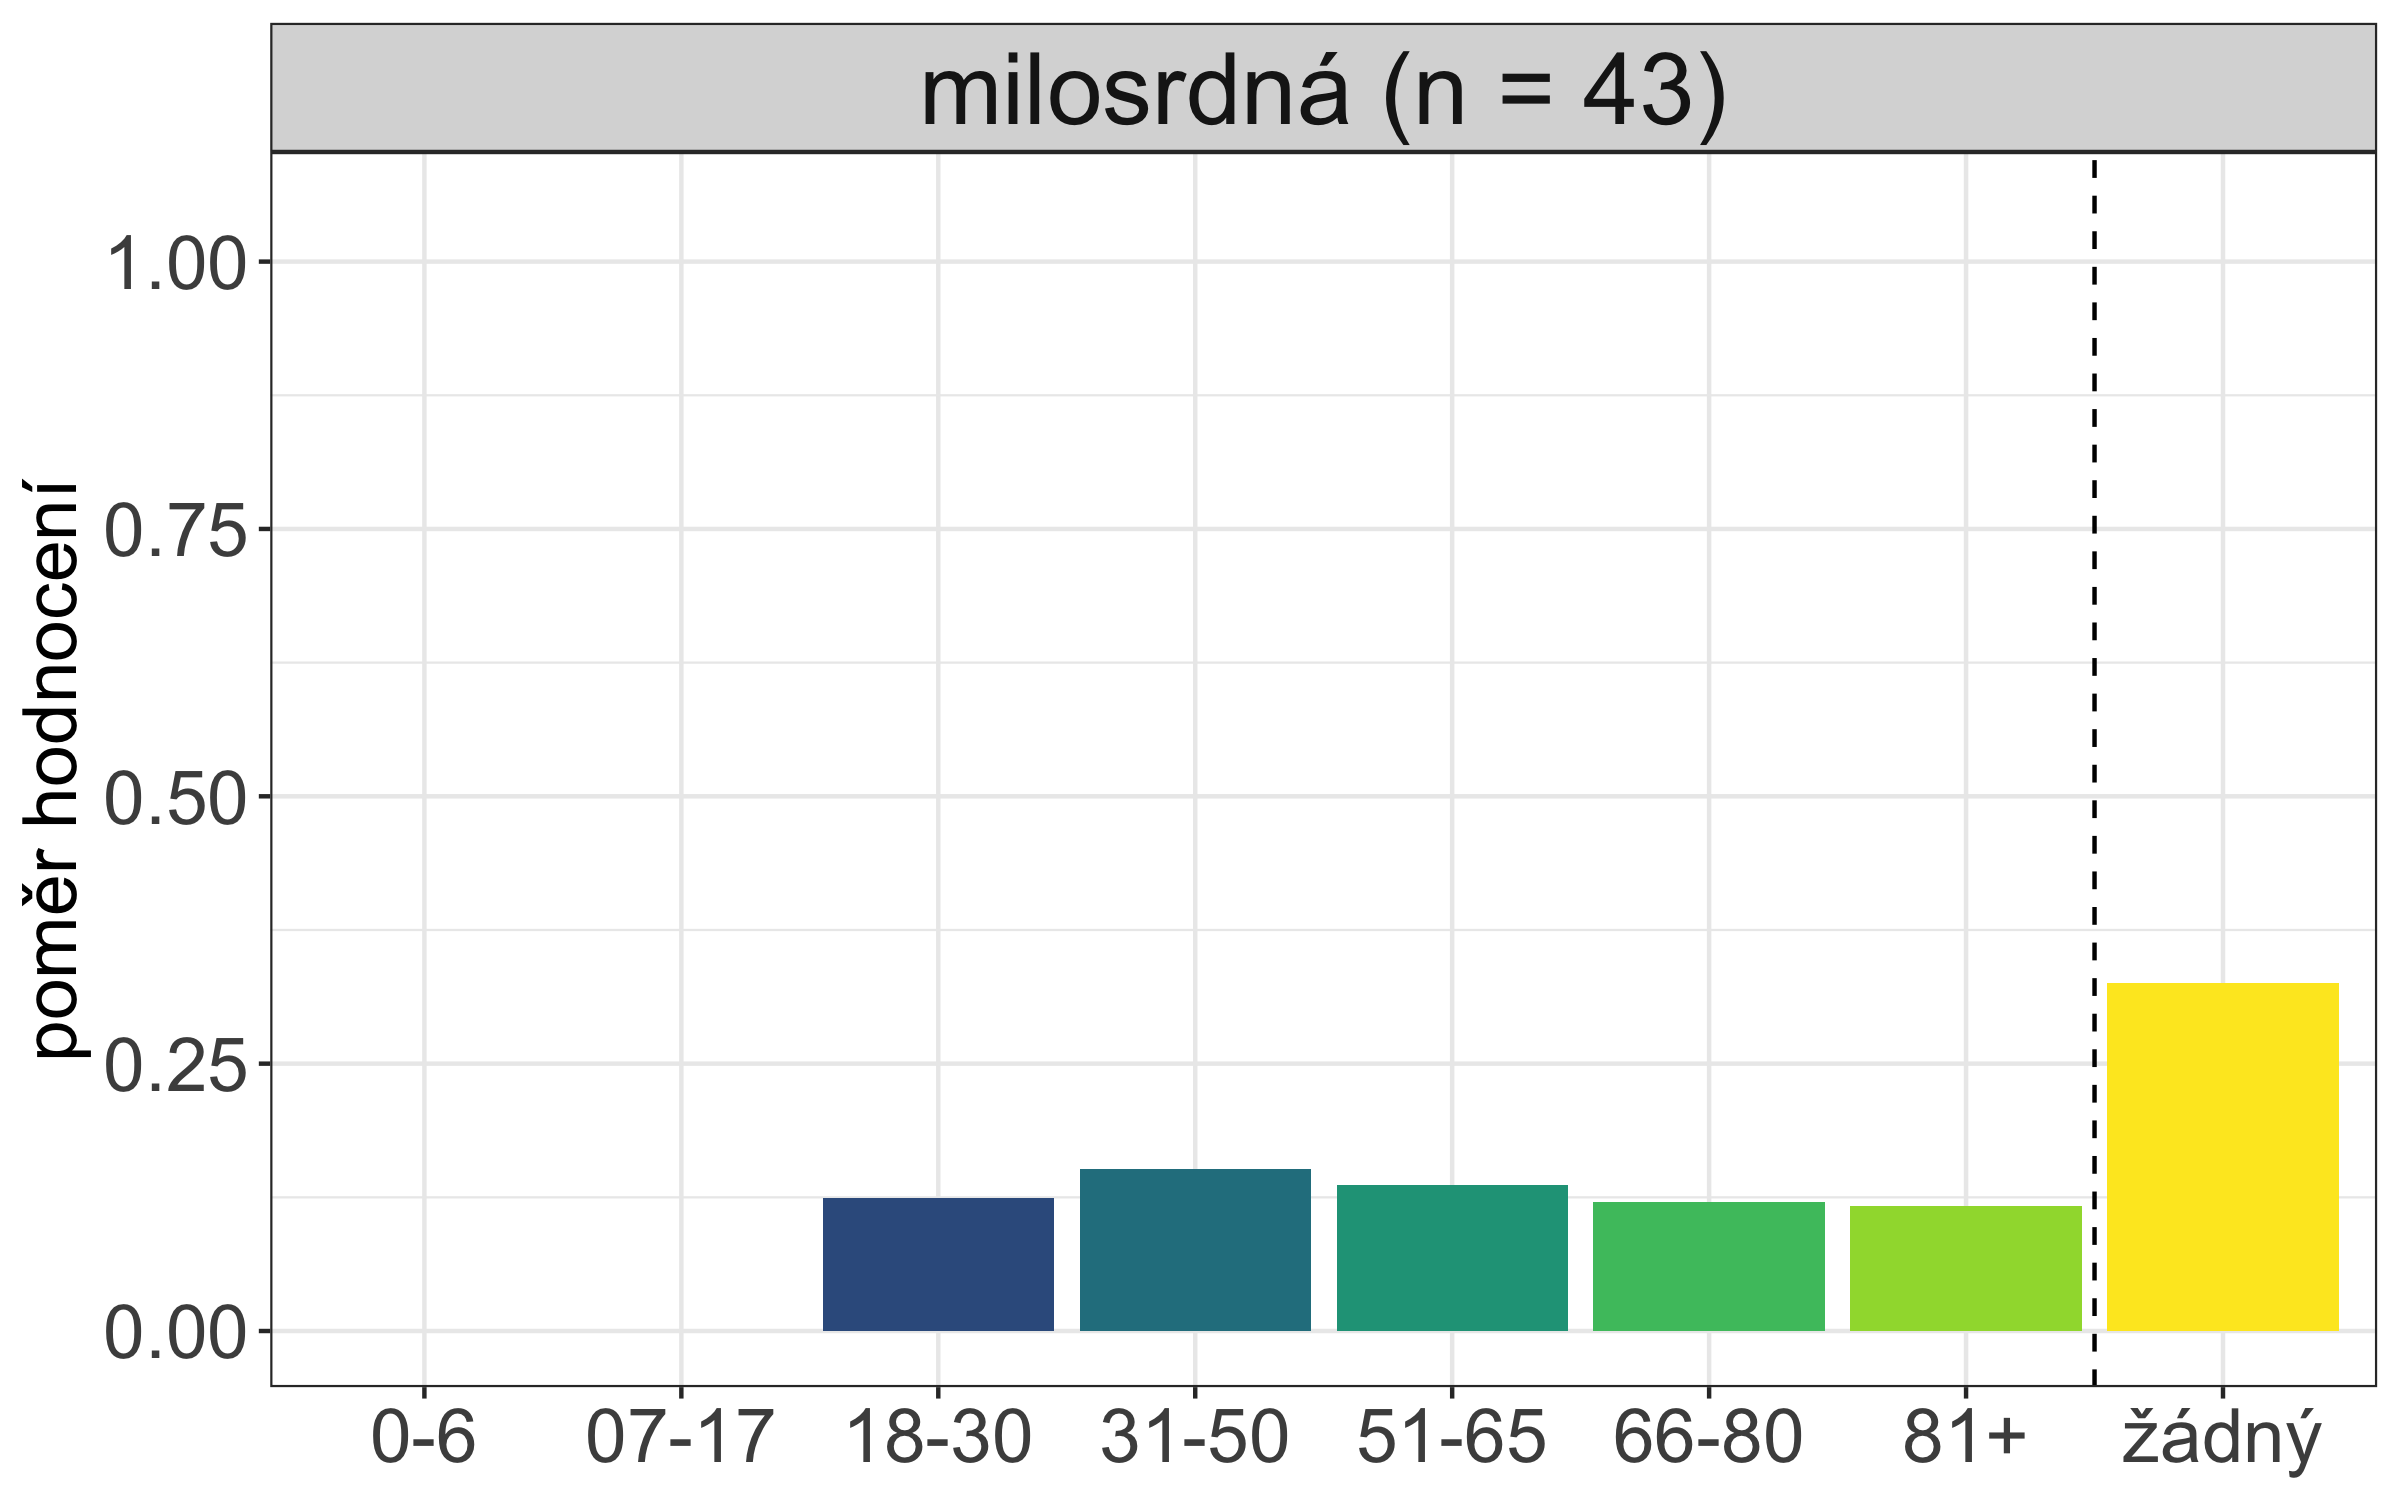 milosrdná (n = 43)
poměr hodnocení
1.00
0.75
0.50
0.25
0.00
0-6 07-17 18-30 31-50 51-65 66-80 81+ žádný